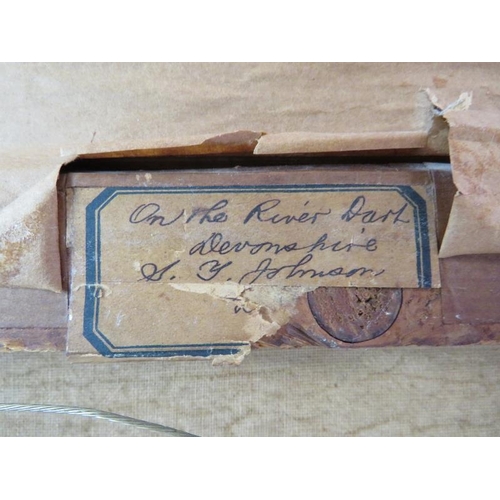 On the River Dart
Devonshire
S. Y. Johnson,